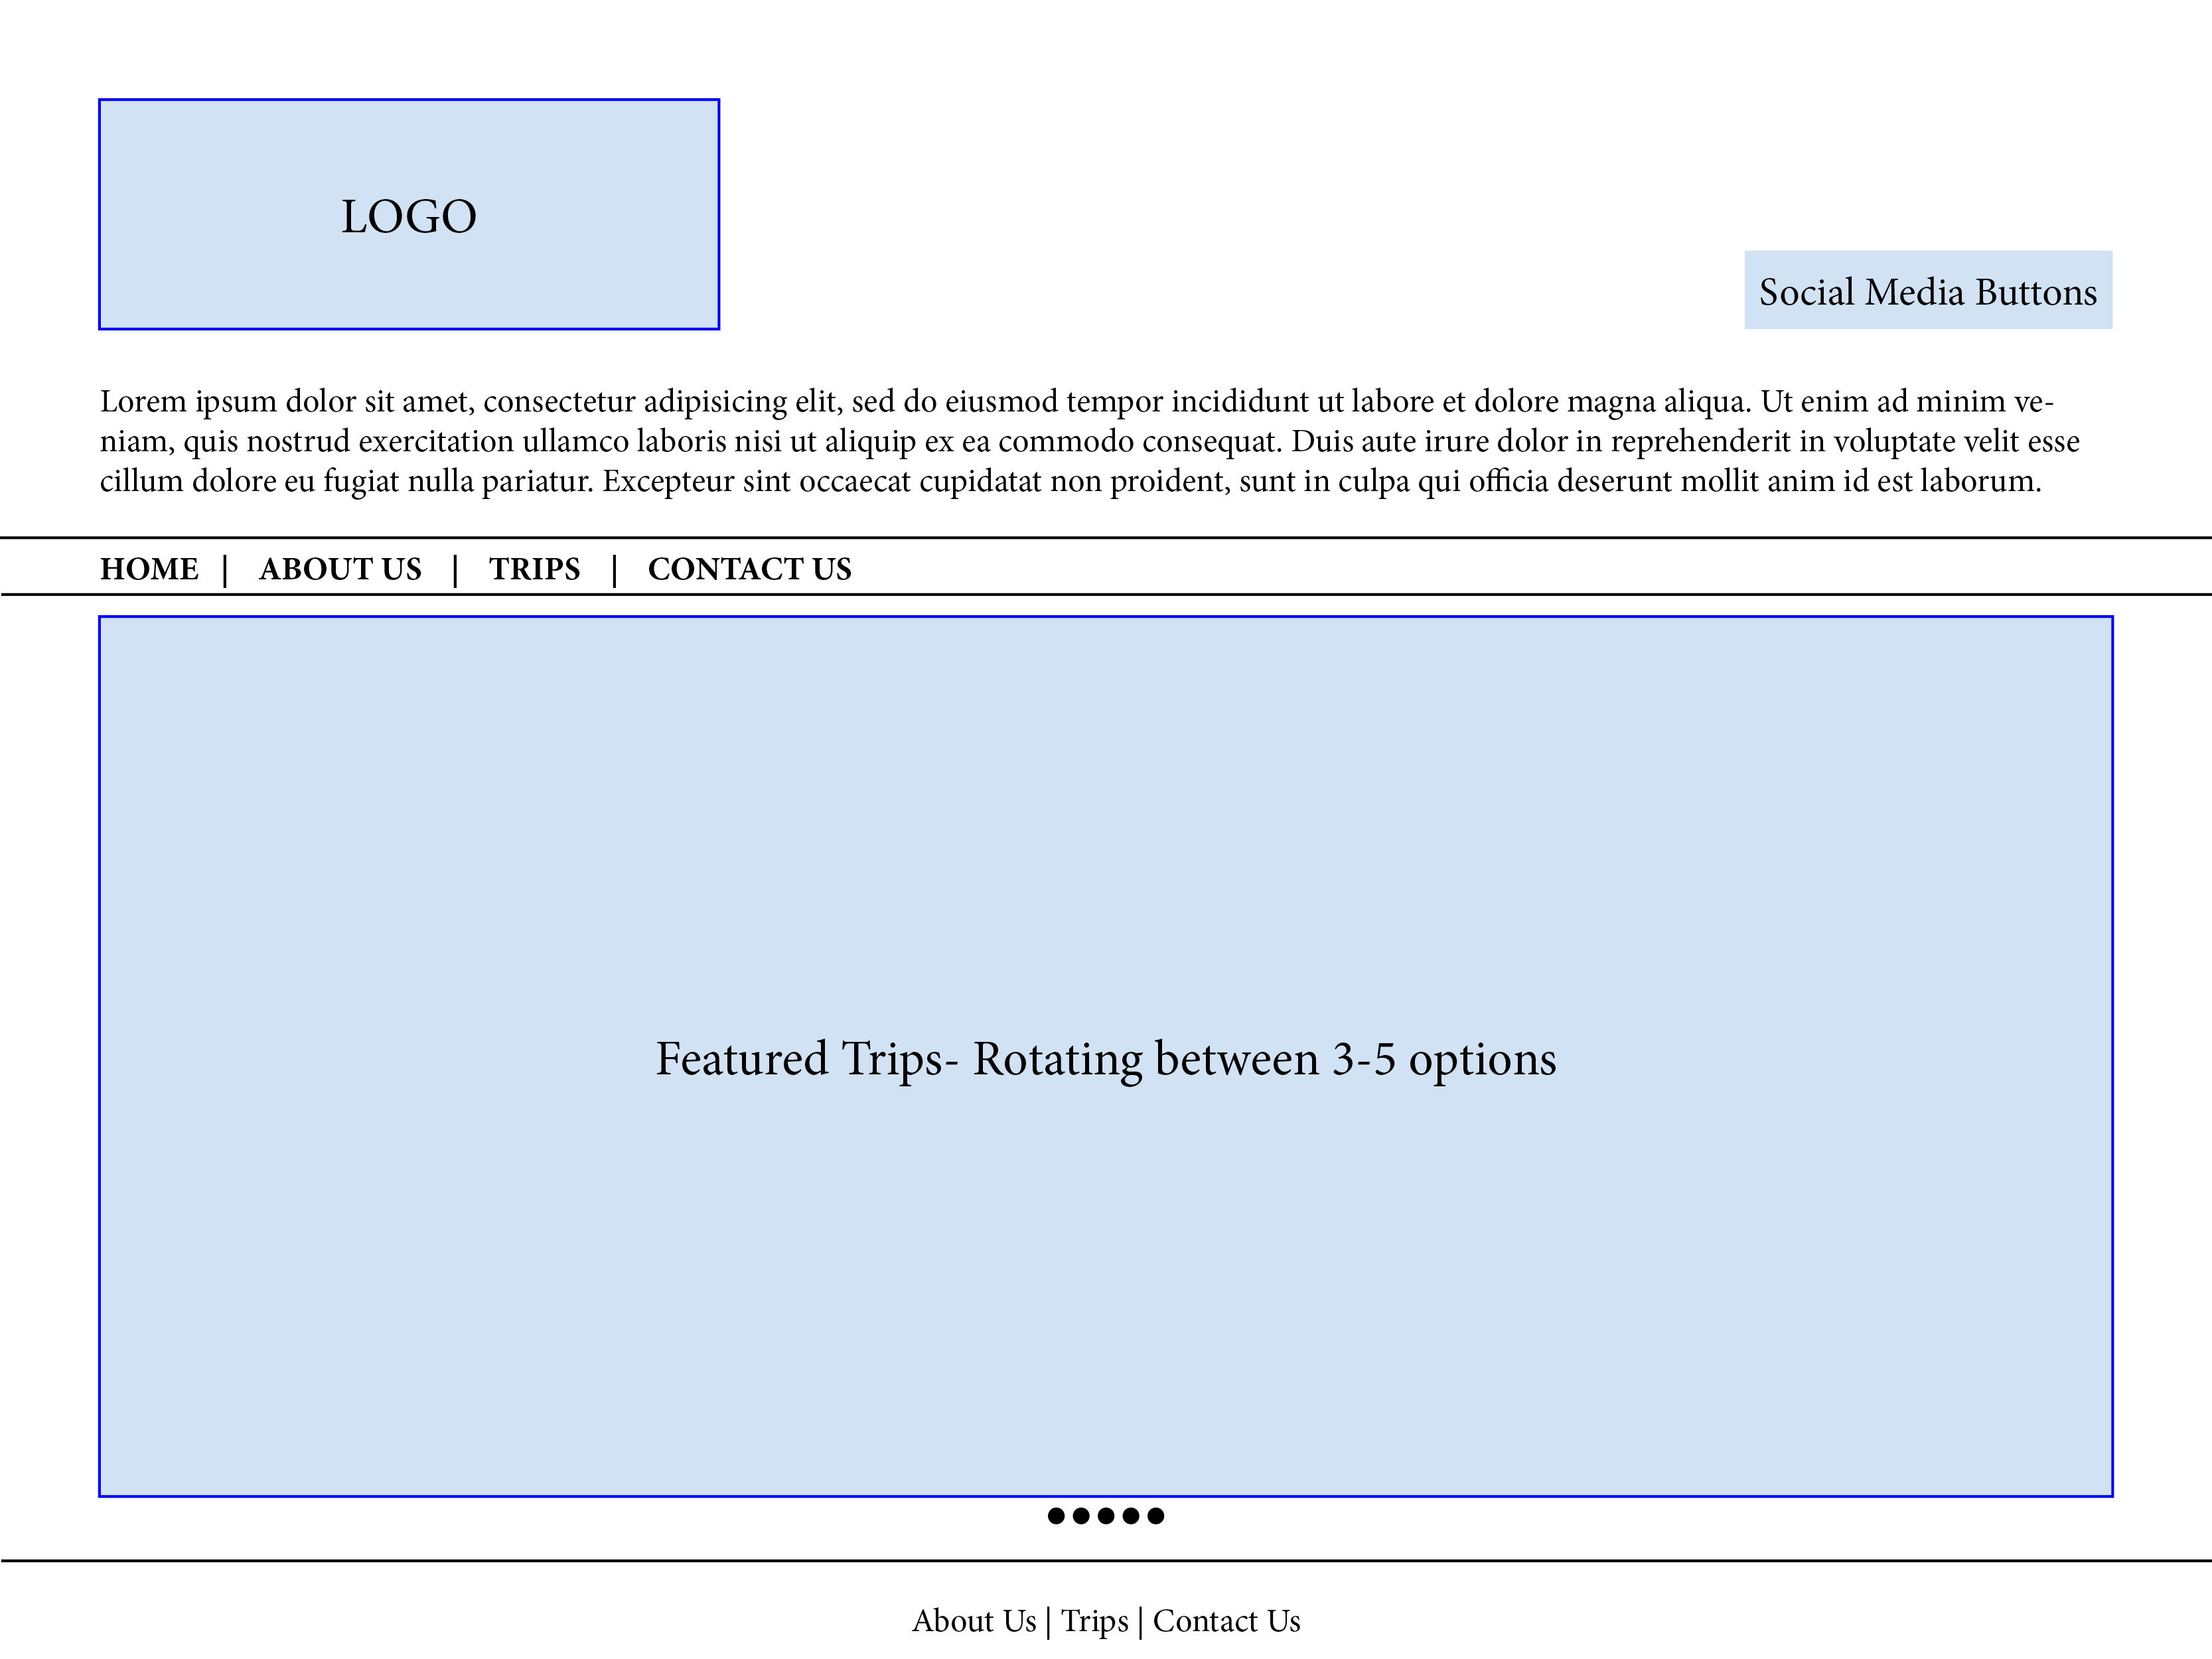 LOGO
Social Media Buttons
Lorem ipsum dolor sit amet, consectetur adipisicing elit, sed do eiusmod tempor incididunt ut labore et dolore magna aliqua. Ut enim ad minim ve-
niam, quis nostrud exercitation ullamco laboris nisi ut aliquip ex ea commodo consequat. Duis aute irure dolor in reprehenderit in voluptate velit esse
cillum dolore eu fugiat nulla pariatur. Excepteur sint occaecat cupidatat non proident, sunt in culpa qui officia deserunt mollit anim id est laborum.
HOME | ABOUT US | TRIPS | CONTACT US
Featured Trips- Rotating between 3-5 options
About Us | Trips | Contact Us